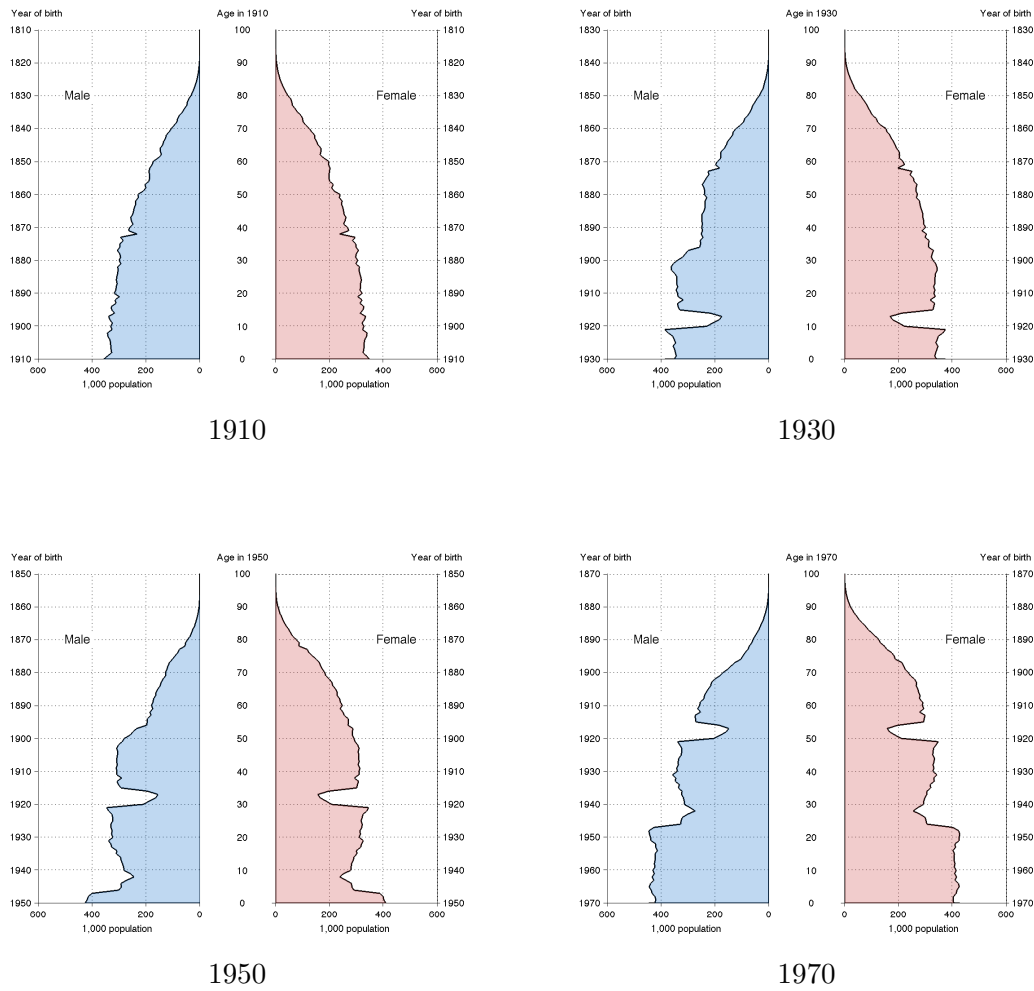 Year of birth Age in 1910 Year of birth
1810 100 1810
1820 90 1820
Male Female
1830 80 1830
1840 70 1840
1850 60 1850
1860 50 1860
1870 40 1870
1880 30 1880
1890 20 1890
1900 10 1900
1910 0 1910
600 400 200 0 0 200 400 600
1,000 population 1,000 population
1910
Year of birth Age in 1930 Year of birth
1830 100 1830
1840 90 1840
Male Female
1850 80 1850
1860 70 1860
1870 60 1870
1880 50 1880
1890 40 1890
1900 30 1900
1910 20 1910
1920 10 1920
1930 0 1930
600 400 200 0 0 200 400 600
1,000 population 1,000 population
1930
Year of birth Age in 1950 Year of birth
1850 100 1850
1860 90 1860
Male Female
1870 80 1870
1880 70 1880
1890 60 1890
1900 50 1900
1910 40 1910
1920 30 1920
1930 20 1930
1940 10 1940
1950 0 1950
600 400 200 0 0 200 400 600
1,000 population 1,000 population
1950
Year of birth Age in 1970 Year of birth
1870 100 1870
1880 90 1880
Male Female
1890 80 1890
1900 70 1900
1910 60 1910
1920 50 1920
1930 40 1930
1940 30 1940
1950 20 1950
1960 10 1960
1970 0 1970
600 400 200 0 0 200 400 600
1,000 population 1,000 population
1970